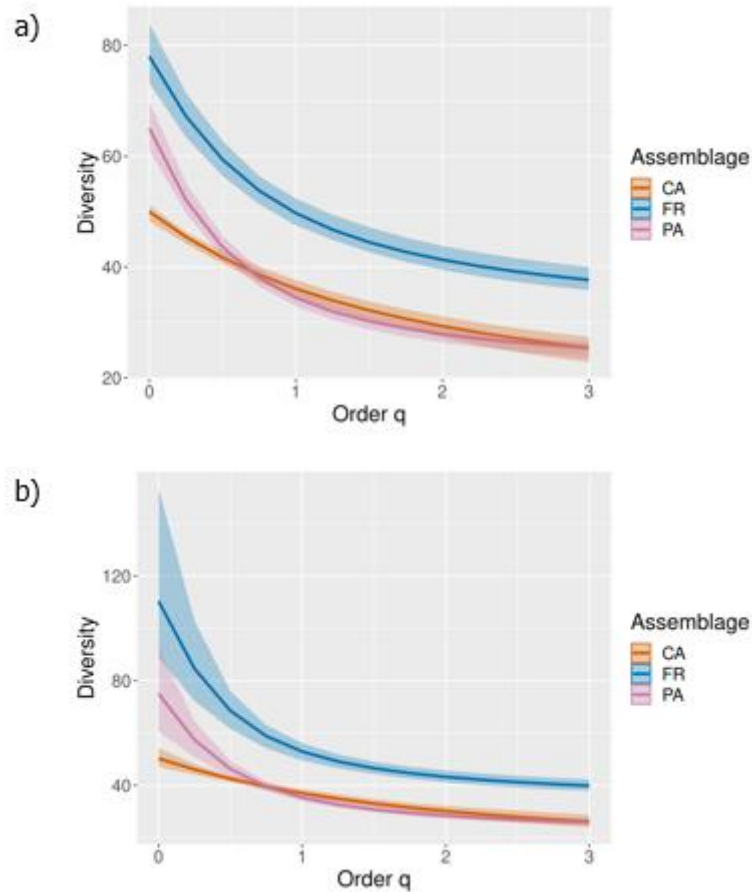 a)
80
60
40
20
Diversity
0
1
2
3
Order q
Assemblage
CA
FR
PA
b)
120
80
40
Diversity
0
1
2
3
Order q
Assemblage
CA
FR
PA